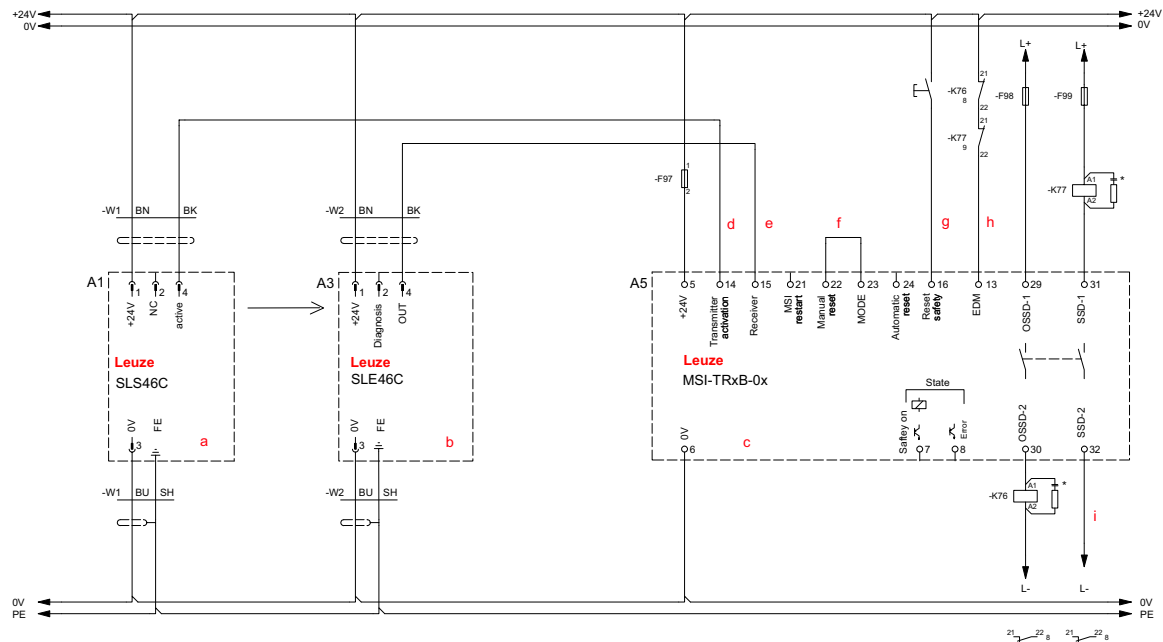 +24V
0V
+24V
0V
L+
L+
21
-K76
8
22
-F98
-F99
21
-K77
9
22
1
-F97
2
A1
*
-K77
A2
-W1 BN BK
-W2 BN BK
d
e
f
g
h
A1
1
2
4
+24V
NC
active
Leuze
SLS46C
0V
FE
3
a
A3
1
2
4
+24V
Diagnosis
OUT
Leuze
SLE46C
0V
FE
3
b
A5
5
14
15
21
22
23
24
16
13
29
31
+24V
Transmitter
activation
Receiver
MSI
restart
Manual
reset
MODE
Automatic
reset
Reset
safety
EDM
OSSD-1
SSD-1
Leuze
MSI-TRxB-0x
State
Saftey on
Error
OSSD-2
SSD-2
0V
c
6
7
8
30
32
-W1 BU SH
-W2 BU SH
A1
*
-K76
A2
i
L-
L-
0V
PE
0V
PE
21 22 8
21 22 8